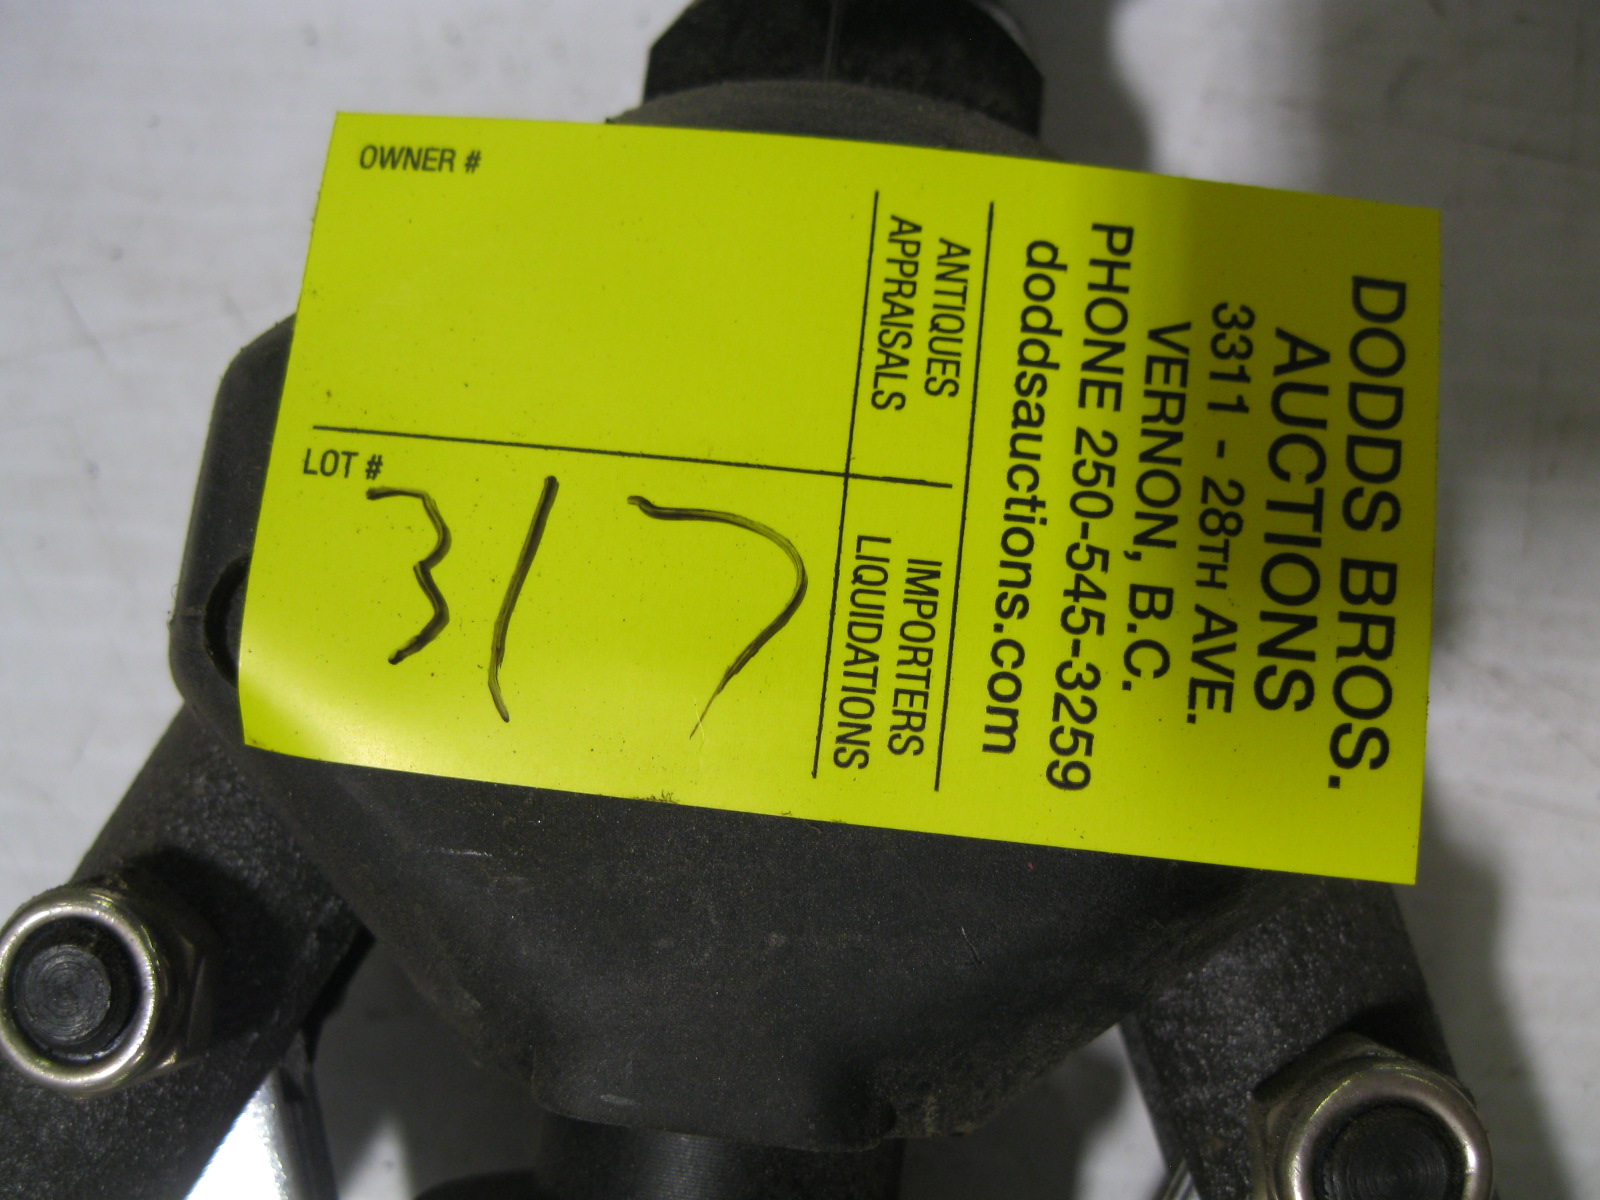 DODDS BROS.
AUCTIONS
3311 - 28TH AVE.
VERNON, B.C.
PHONE 250-545-3259
doddsauctions.com
ANTIQUES
APPRAISALS
IMPORTERS
LIQUIDATIONS
OWNER #
LOT #
317